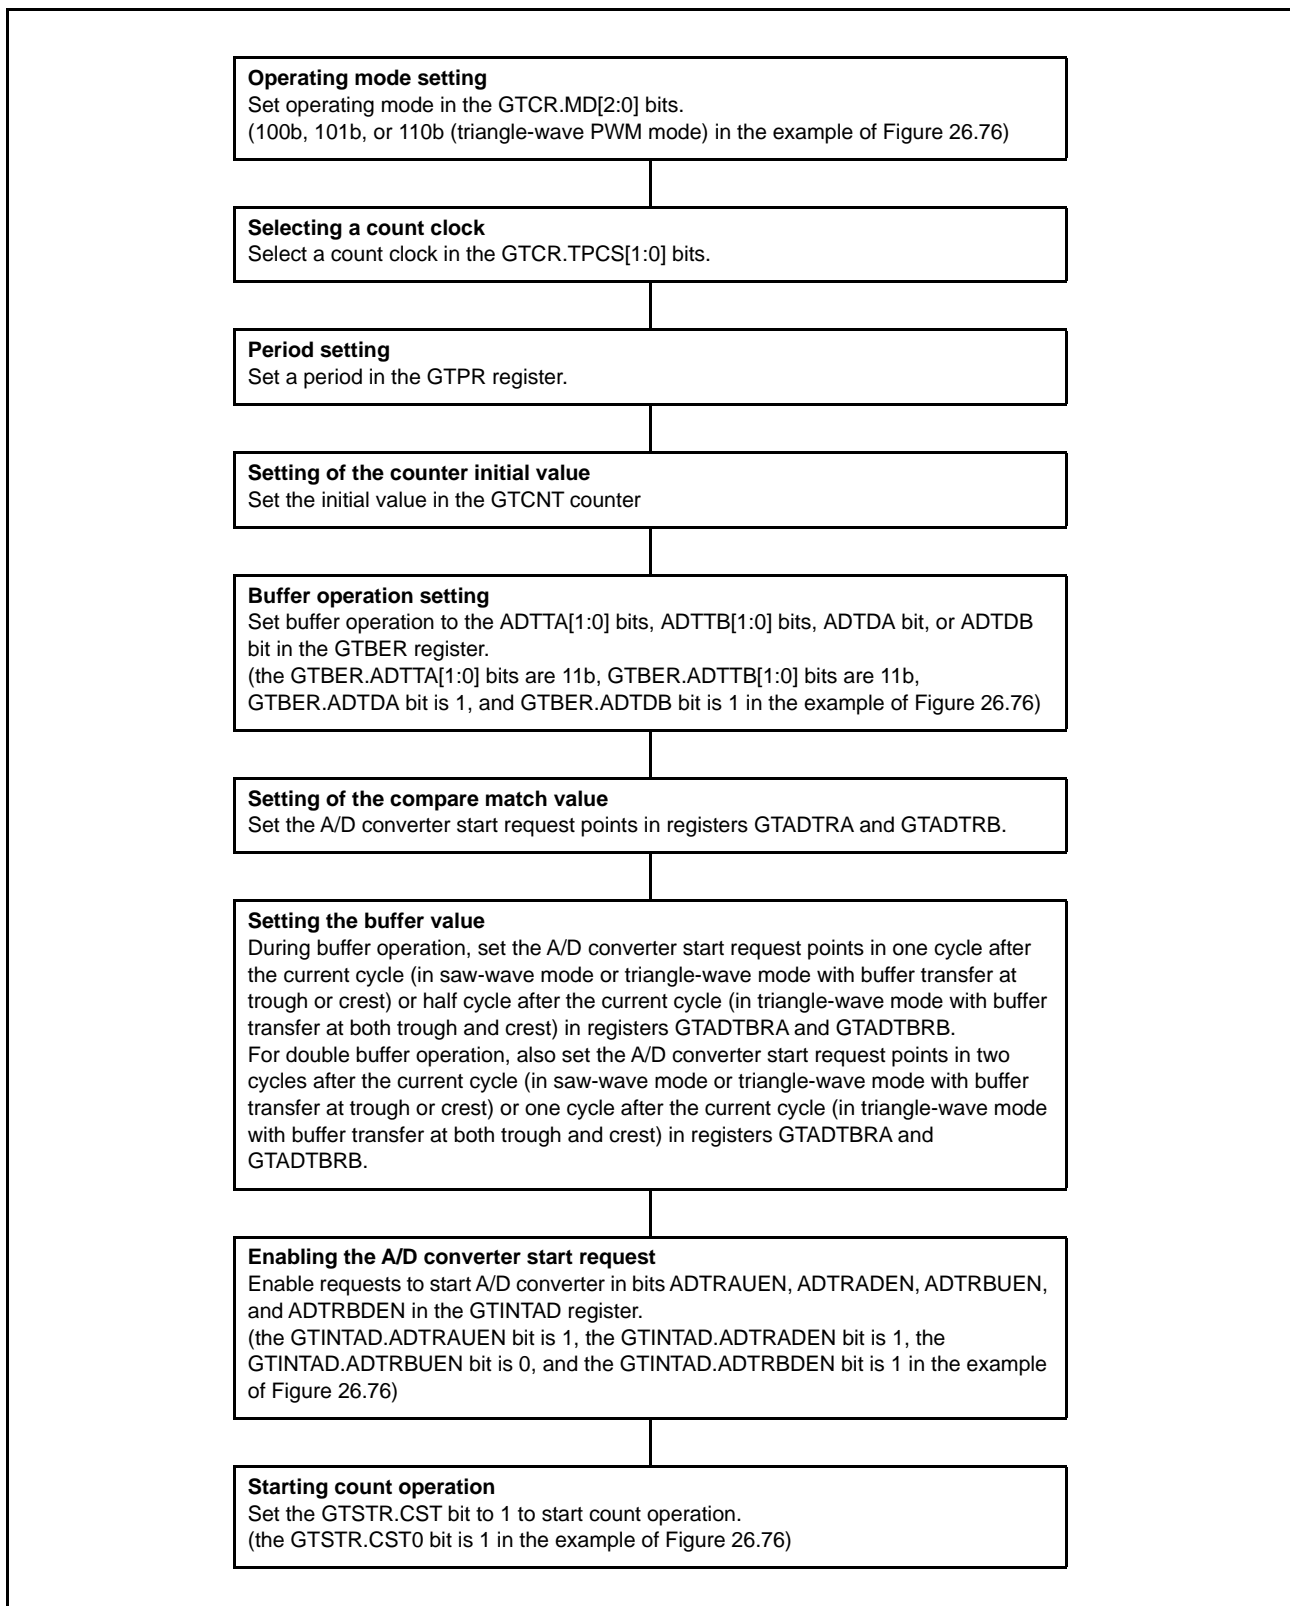 Operating mode setting
Set operating mode in the GTCR.MD[2:0] bits.
(100b, 101b, or 110b (triangle-wave PWM mode) in the example of Figure 26.76)
Selecting a count clock
Select a count clock in the GTCR.TPCS[1:0] bits.
Period setting
Set a period in the GTPR register.
Setting of the counter initial value
Set the initial value in the GTCNT counter
Buffer operation setting
Set buffer operation to the ADTTA[1:0] bits, ADTTB[1:0] bits, ADTDA bit, or ADTDB
bit in the GTBER register.
(the GTBER.ADTTA[1:0] bits are 11b, GTBER.ADTTB[1:0] bits are 11b,
GTBER.ADTDA bit is 1, and GTBER.ADTDB bit is 1 in the example of Figure 26.76)
Setting of the compare match value
Set the A/D converter start request points in registers GTADTRA and GTADTRB.
Setting the buffer value
During buffer operation, set the A/D converter start request points in one cycle after
the current cycle (in saw-wave mode or triangle-wave mode with buffer transfer at
trough or crest) or half cycle after the current cycle (in triangle-wave mode with buffer
transfer at both trough and crest) in registers GTADTBRA and GTADTBRB.
For double buffer operation, also set the A/D converter start request points in two
cycles after the current cycle (in saw-wave mode or triangle-wave mode with buffer
transfer at trough or crest) or one cycle after the current cycle (in triangle-wave mode
with buffer transfer at both trough and crest) in registers GTADTBRA and
GTADTBRB.
Enabling the A/D converter start request
Enable requests to start A/D converter in bits ADTRAUEN, ADTRADEN, ADTRBUEN,
and ADTRBDEN in the GTINTAD register.
(the GTINTAD.ADTRAUEN bit is 1, the GTINTAD.ADTRADEN bit is 1, the
GTINTAD.ADTRBUEN bit is 0, and the GTINTAD.ADTRBDEN bit is 1 in the example
of Figure 26.76)
Starting count operation
Set the GTSTR.CST bit to 1 to start count operation.
(the GTSTR.CST0 bit is 1 in the example of Figure 26.76)